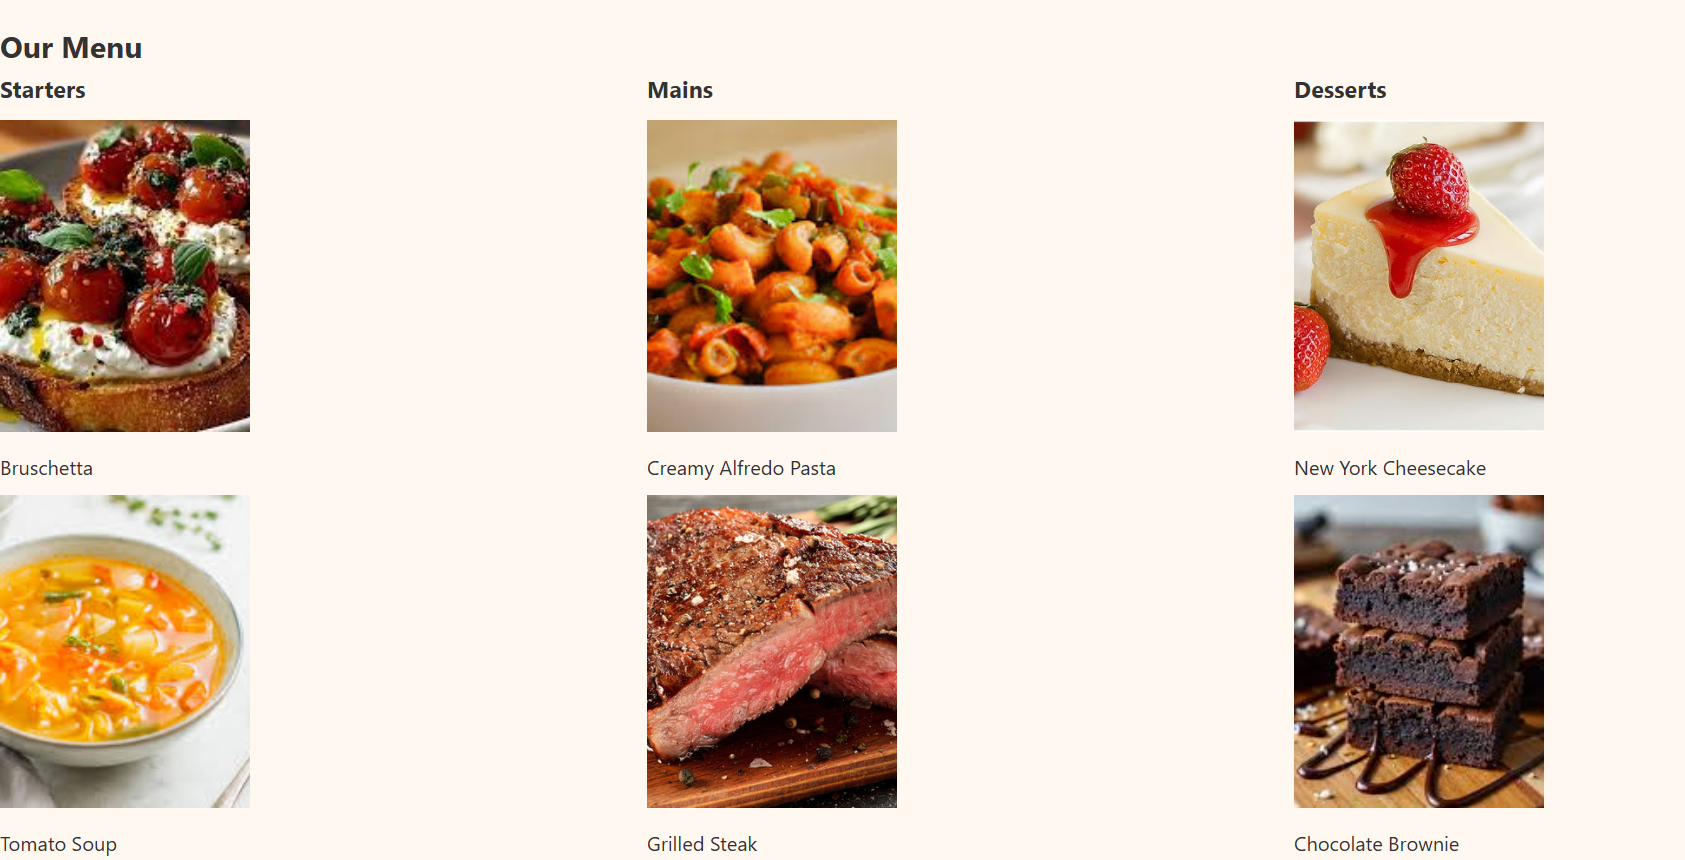 Our Menu
Starters
Mains
Desserts
Bruschetta
Creamy Alfredo Pasta
New York Cheesecake
Tomato Soup
Grilled Steak
Chocolate Brownie